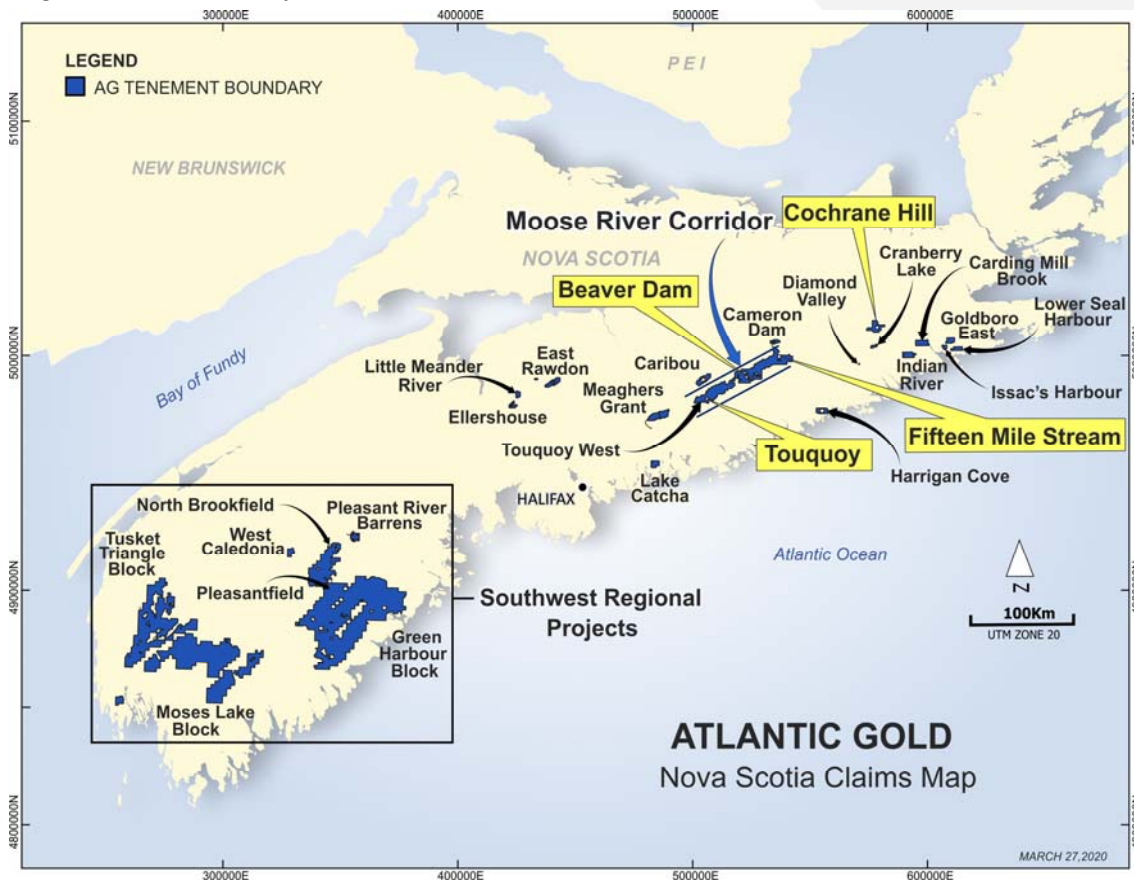 300000E
400000E
500000E
600000E
LEGEND
AG TENEMENT BOUNDARY
PEI
5100000N
NEW BRUNSWICK
Moose River Corridor
Cochrane Hill
NOVA SCOTIA
Cranberry
Lake
Carding Mill
Brook
Beaver Dam
Diamond
Valley
Lower Seal
Harbour
Goldboro
East
Cameron
Dam
Bay of Fundy
Little Meander
River
East
Rawdon
Caribou
5000000N
Indian
River
Issac's Harbour
Meaghers
Grant
Ellershouse
Touquoy West
Touquoy
Fifteen Mile Stream
Harrigan Cove
Lake
Catcha
HALIFAX
North Brookfield
Pleasant River
Barrens
Tusket
Triangle
Block
West
Caledonia
Atlantic Ocean
Pleasantfield
4900000N
Southwest Regional
Projects
N
100Km
UTM ZONE 20
Green
Harbour
Block
Moses Lake
Block
ATLANTIC GOLD
Nova Scotia Claims Map
4800000N
MARCH 27,2020
300000E
400000E
500000E
600000E